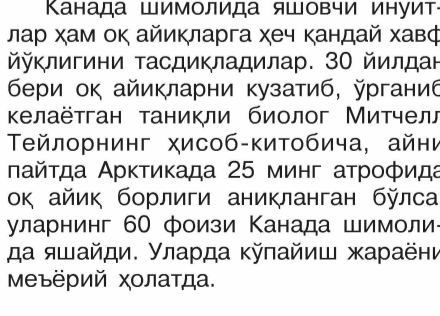 Канада шимолида яшовчи инуит-
лар ҳам оқ айиқларга ҳеч қандай хавф
йўқлигини тасдиқладилар. 30 йилдан
бери оқ айиқларни кузатиб, ўрганиб
келаётган таниқли биолог Митчелл
Тейлорнинг ҳисоб-китобича, айни
пайтда Арктикада 25 минг атрофида
оқ айиқ борлиги аниқланган бўлса
уларнинг 60 фоизи Канада шимоли-
да яшайди. Уларда кўпайиш жараёни
меъёрий ҳолатда.